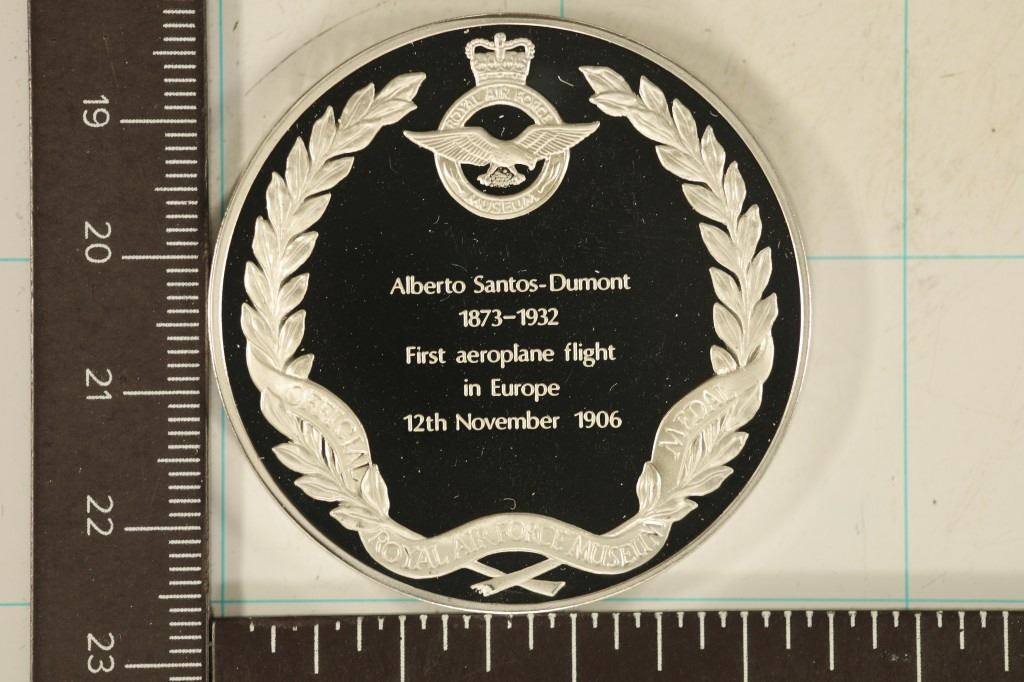 ROYAL AIR FORCE
MUSEUM
Alberto Santos-Dumont
1873-1932
First aeroplane flight
in Europe
12th November 1906
OFFICIAL
MEDAL
ROYAL AIR FORCE MUSEUM
19
20
21
22
23